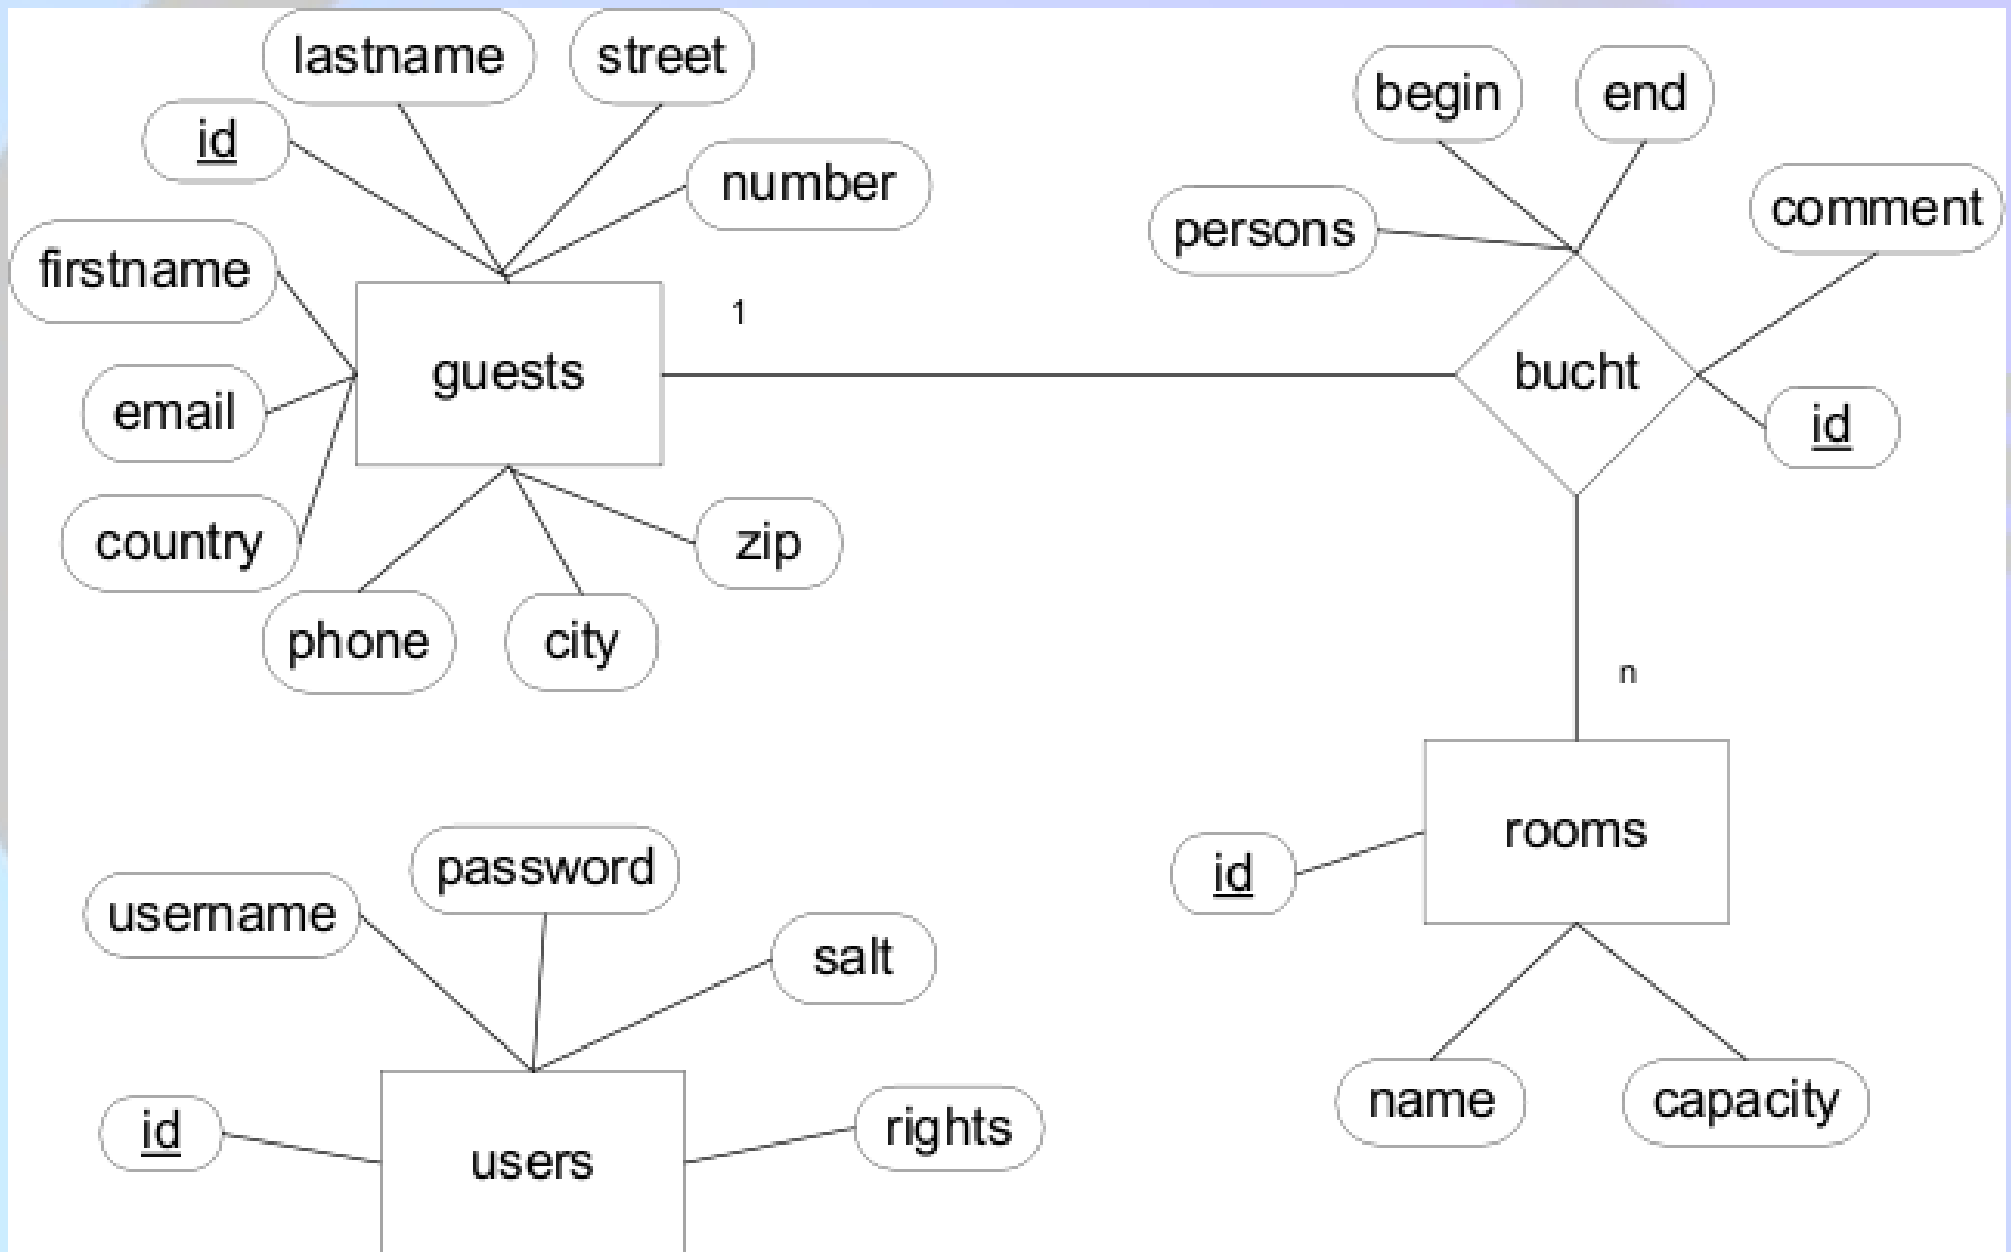 lastname
street
id
number
firstname
email
country
guests
1
phone
city
zip
begin
end
persons
comment
bucht
id
n
rooms
id
name
capacity
username
password
salt
id
users
rights